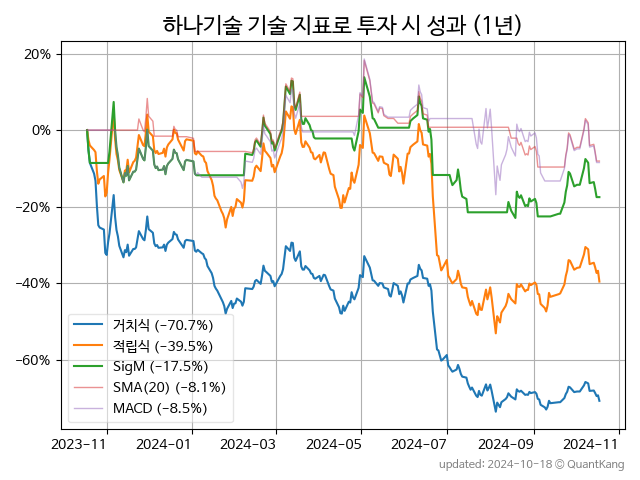 하나기술 기술 지표로 투자 시 성과 (1년)
20%
0%
−20%
−40%
−60%
거치식 (−70.7%)
적립식 (−39.5%)
SigM (−17.5%)
SMA(20) (−8.1%)
MACD (−8.5%)
2023−11
2024−01
2024−03
2024−05
2024−07
2024−09
2024−11
updated: 2024-10-18 ⓒ QuantKang